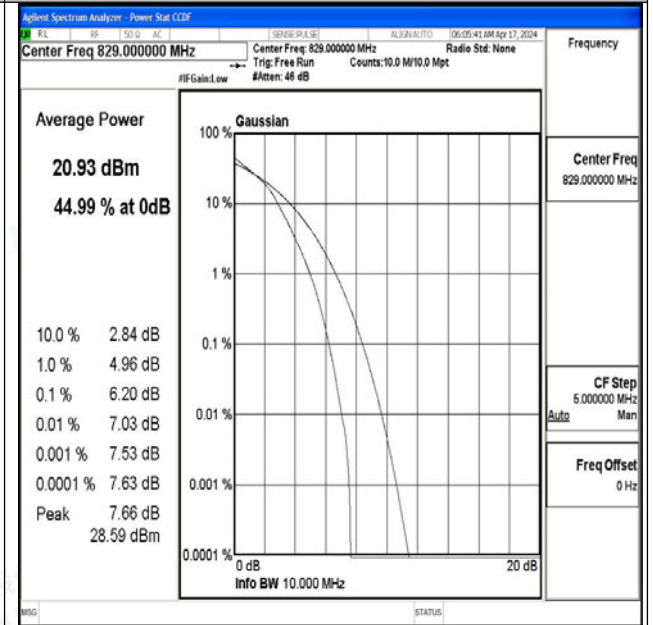 Agilent Spectrum Analyzer - Power Stat CCDF
RL RF 50 Ω AC SENSE:PULSE ALIGN AUTO 06:05:41 AM Apr 17, 2024
Center Freq 829.000000 MHz
Center Freq: 829.000000 MHz Radio Std: None
Trig: Free Run Counts:10.0 M/10.0 Mpt
#IFGain:Low #Atten: 46 dB
Frequency
Average Power
20.93 dBm
44.99 % at 0dB
10.0 % 2.84 dB
1.0 % 4.96 dB
0.1 % 6.20 dB
0.01 % 7.03 dB
0.001 % 7.53 dB
0.0001 % 7.63 dB
Peak 7.66 dB
28.59 dBm
Gaussian
100 %
10 %
1 %
0.1 %
0.01 %
0.001 %
0.0001 %
0 dB 20 dB
Info BW 10.000 MHz
Center Freq
829.000000 MHz
CF Step
5.000000 MHz
Auto Man
Freq Offset
0 Hz
MSG STATUS